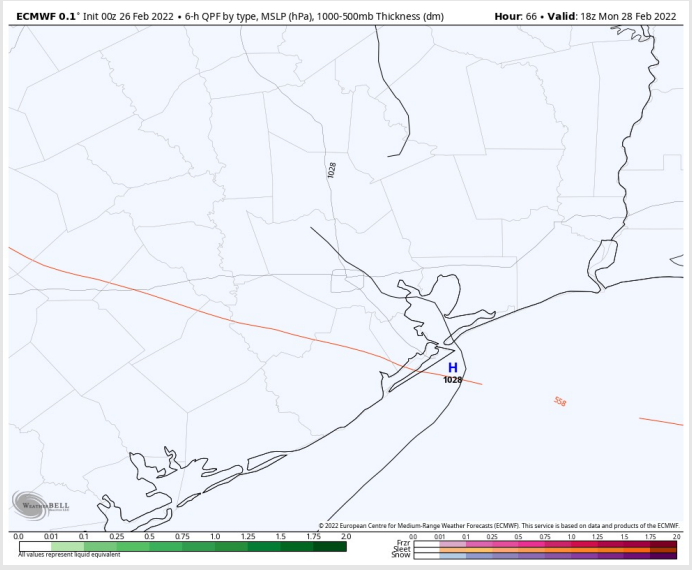 ECMWF 0.1° Init 00z 26 Feb 2022 • 6-h QPF by type, MSLP (hPa), 1000-500mb Thickness (dm)
Hour: 66 • Valid: 18z Mon 28 Feb 2022
1028
H
1028
558
WeatherBELL
© 2022 European Centre for Medium-Range Weather Forecasts (ECMWF). This service is based on data and products of the ECMWF.
0.0 0.01 0.1 0.25 0.5 0.75 1.0 1.25 1.5 1.75 2.0
All values represent liquid equivalent
0.0 0.01 0.1 0.25 0.5 0.75 1.0 1.25 1.5 1.75 2.0
Frzr
Sleet
Snow